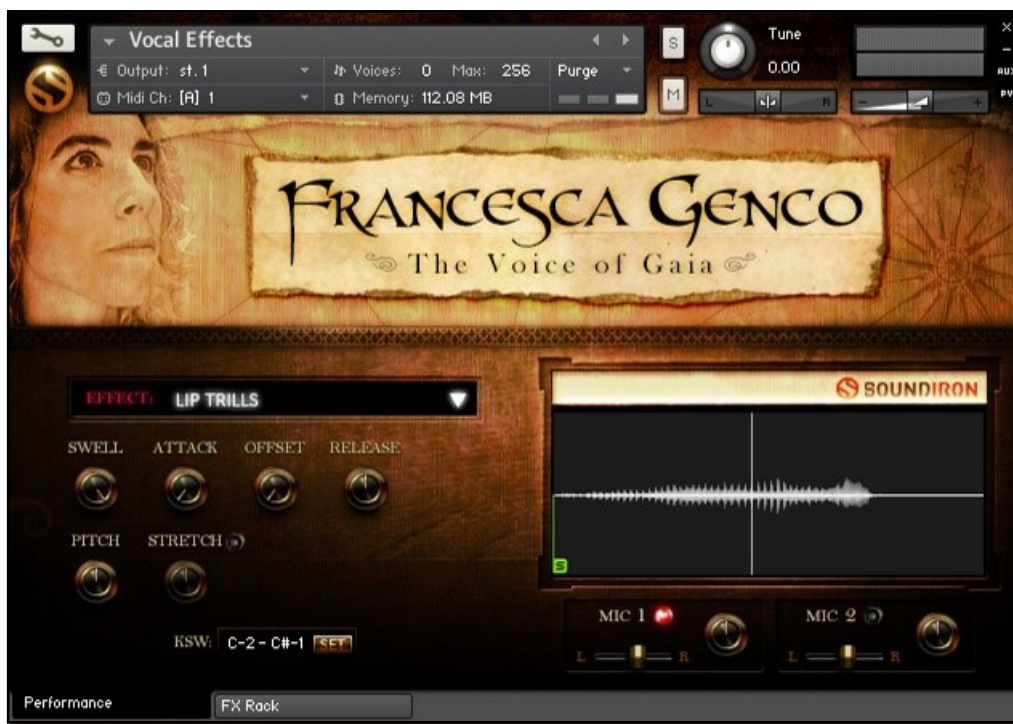 Vocal Effects
Output: st.1
Voices: 0 Max: 256
Purge
Midi Ch: [A] 1
Memory: 112.08 MB
S
M
Tune
0.00
L R
- +
×
-
AUX
PV
FRANCESCA GENCO
The Voice of Gaia
EFFECT: LIP TRILLS
SWELL ATTACK OFFSET RELEASE
PITCH STRETCH
KSW: C-2 - C#-1 SET
SOUNDIRON
S
MIC 1
L R
MIC 2
L R
Performance
FX Rack